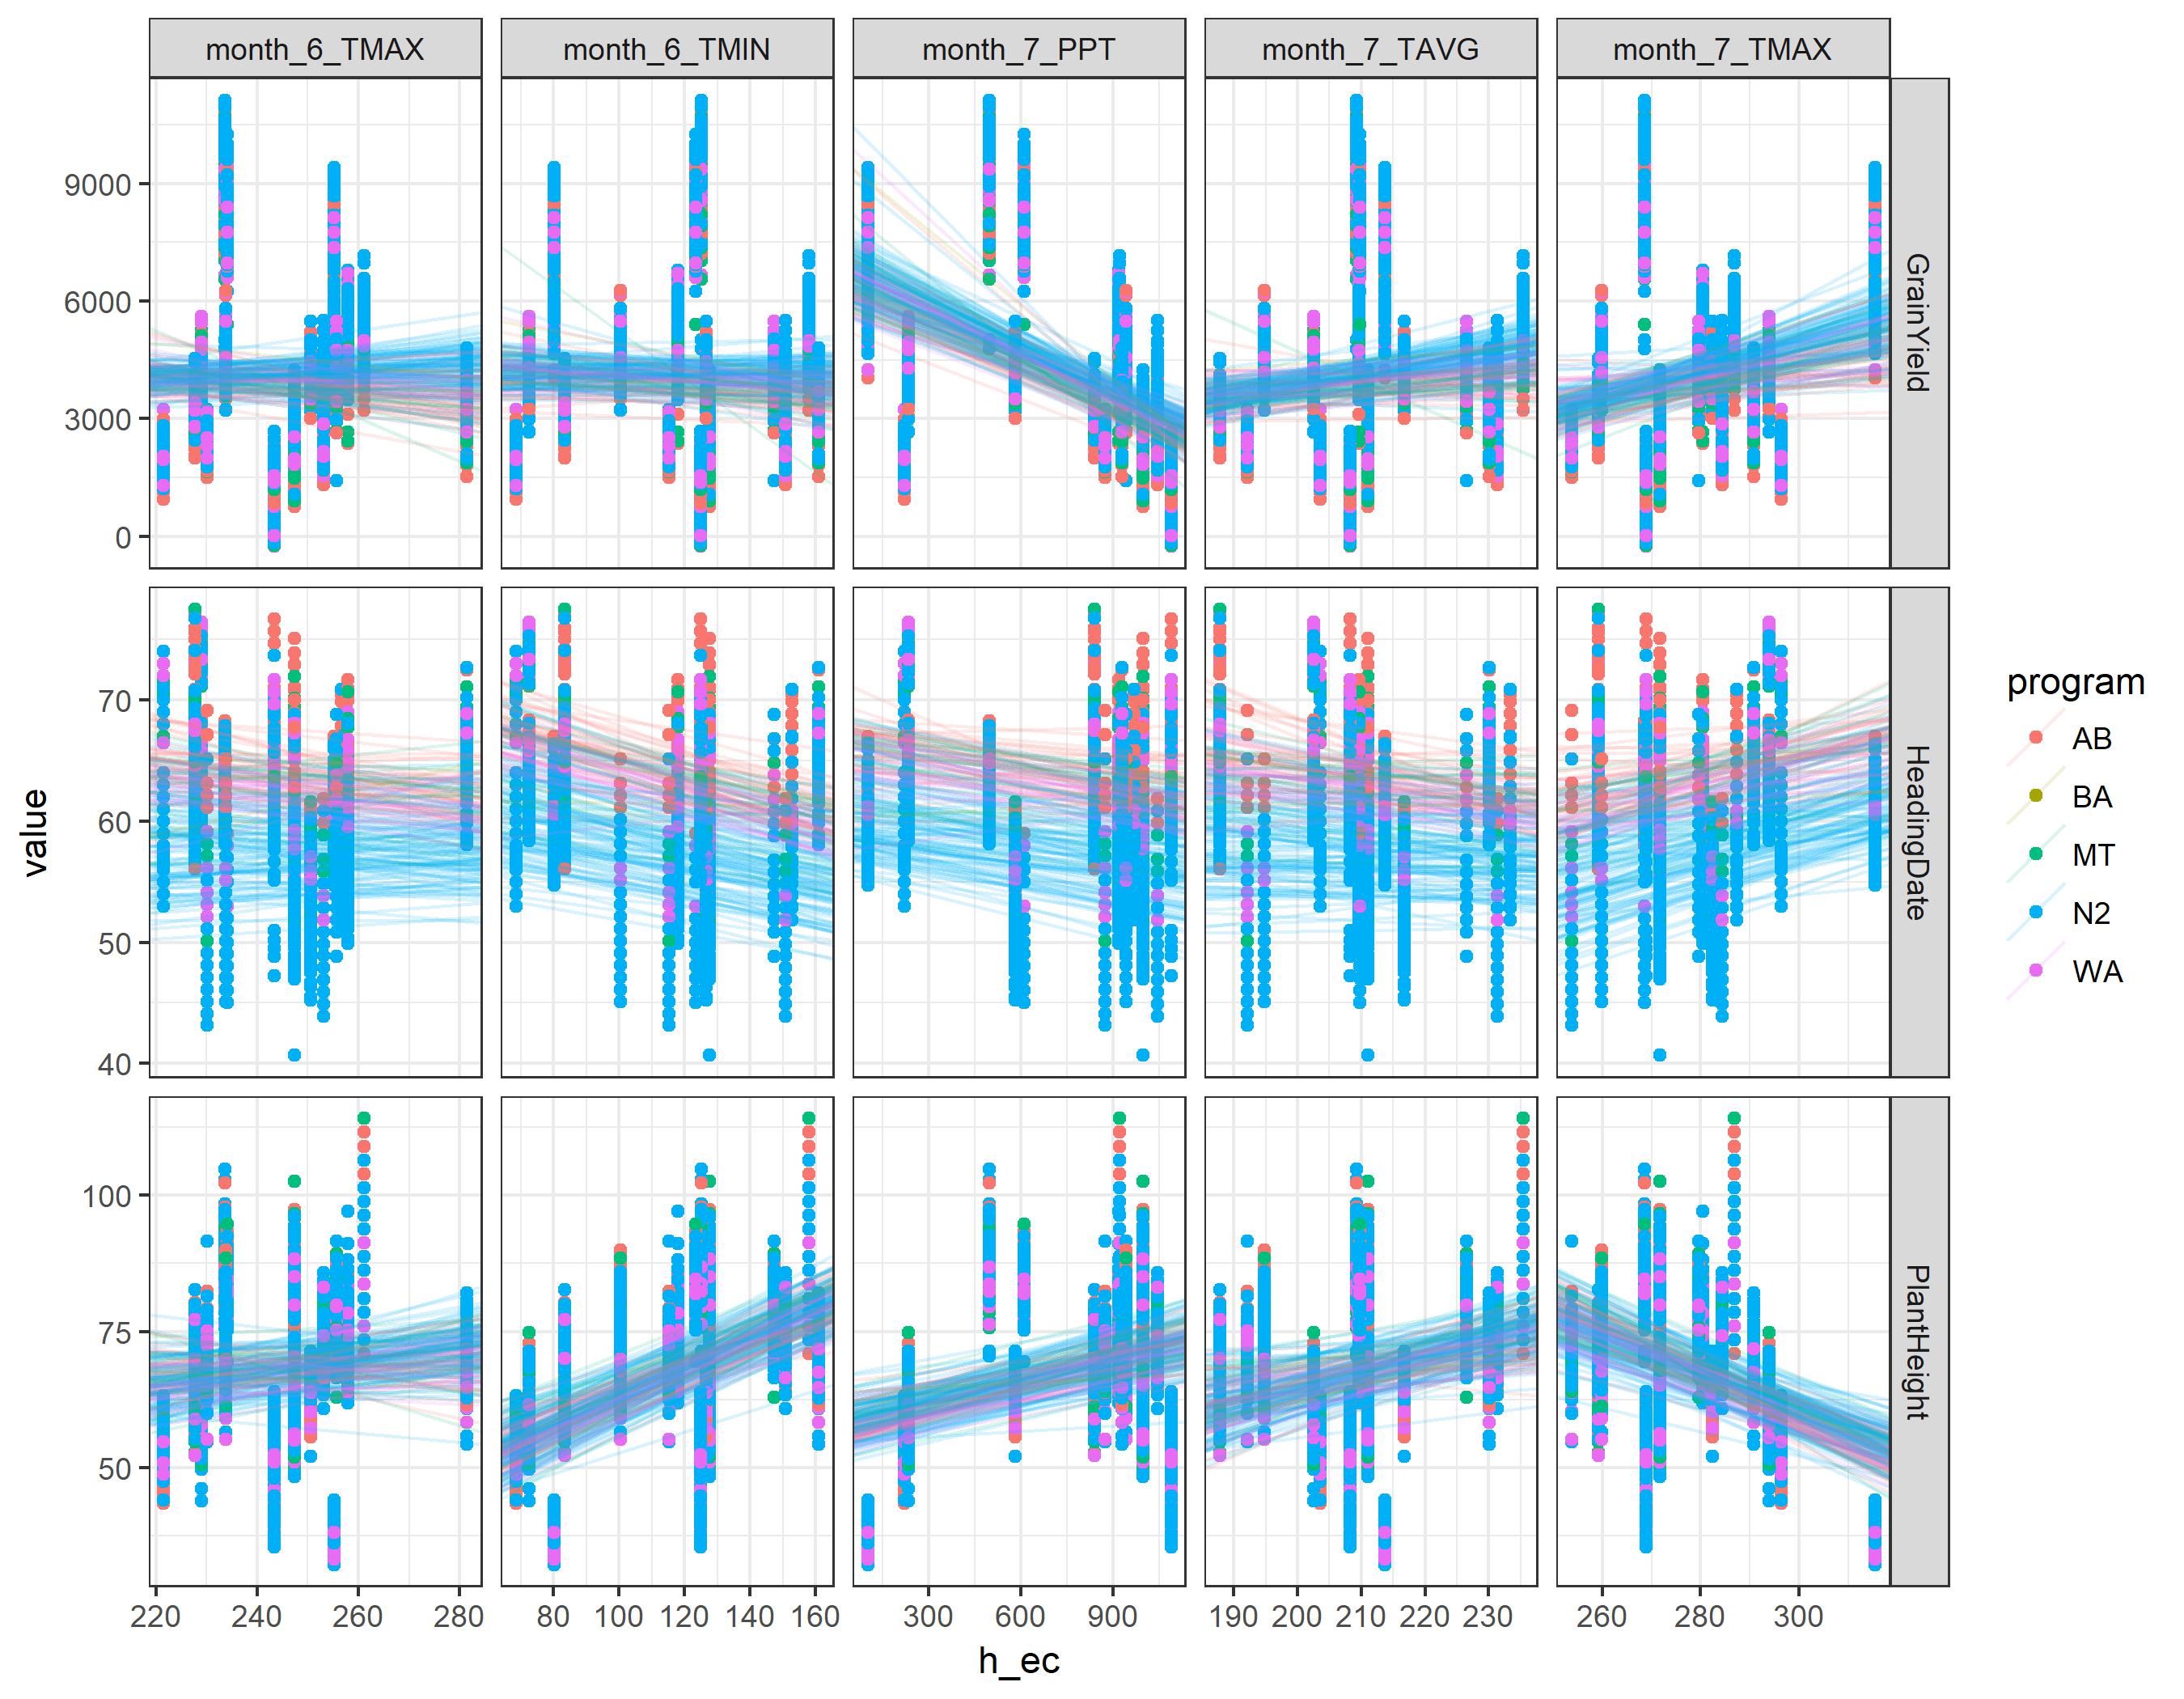 month_6_TMAX month_6_TMIN month_7_PPT month_7_TAVG month_7_TMAX
9000
6000
3000
0
GrainYield
70
60
50
40
HeadingDate
100
75
50
PlantHeight
value
220 240 260 280 80 100 120 140 160 300 600 900 190 200 210 220 230 260 280 300
h_ec
program
AB
BA
MT
N2
WA